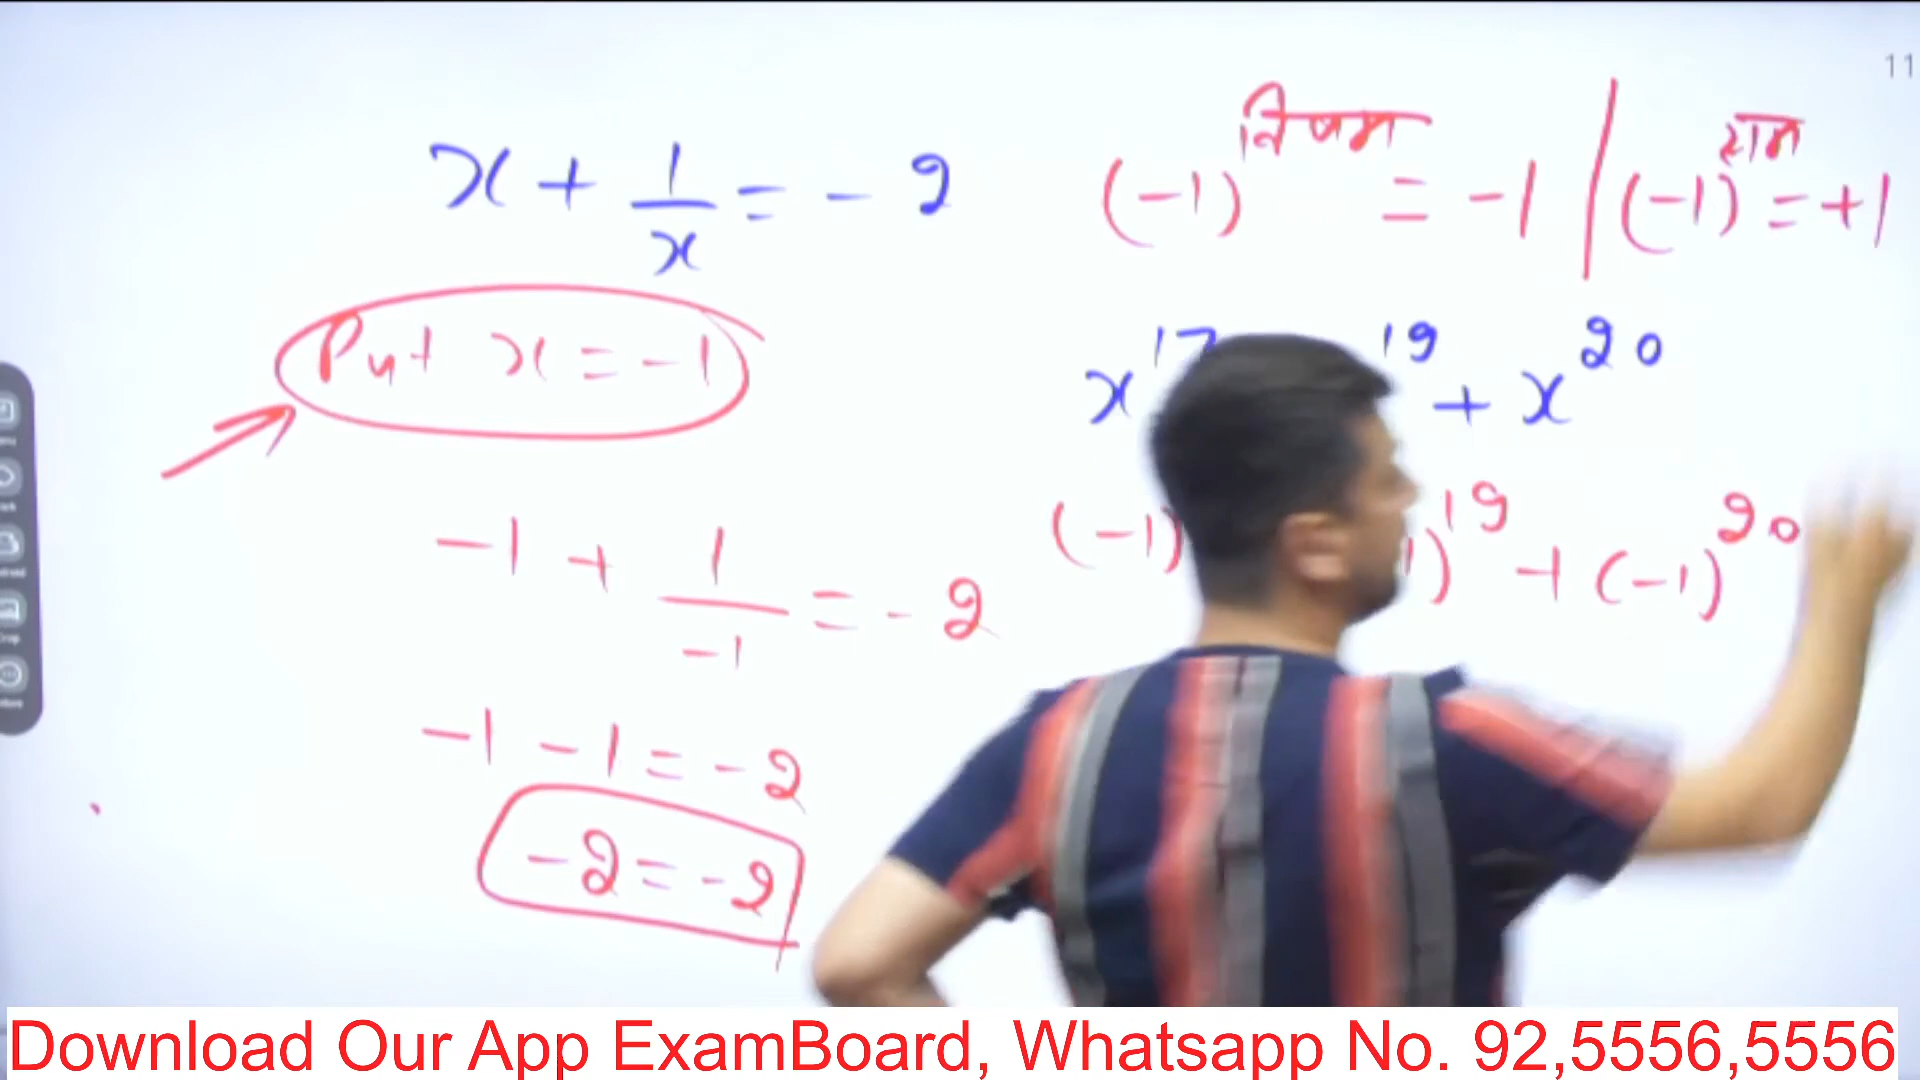 11
x + 1/x = - 2
(-1)^विषम = -1 | (-1)^सम = +1
Put x = -1
x^17 ^19 + x^20
-1 + 1/-1 = - 2
(-1) 1)^19 + (-1)^20
-1 - 1 = - 2
-2 = - 2
Download Our App ExamBoard, Whatsapp No. 92,5556,5556